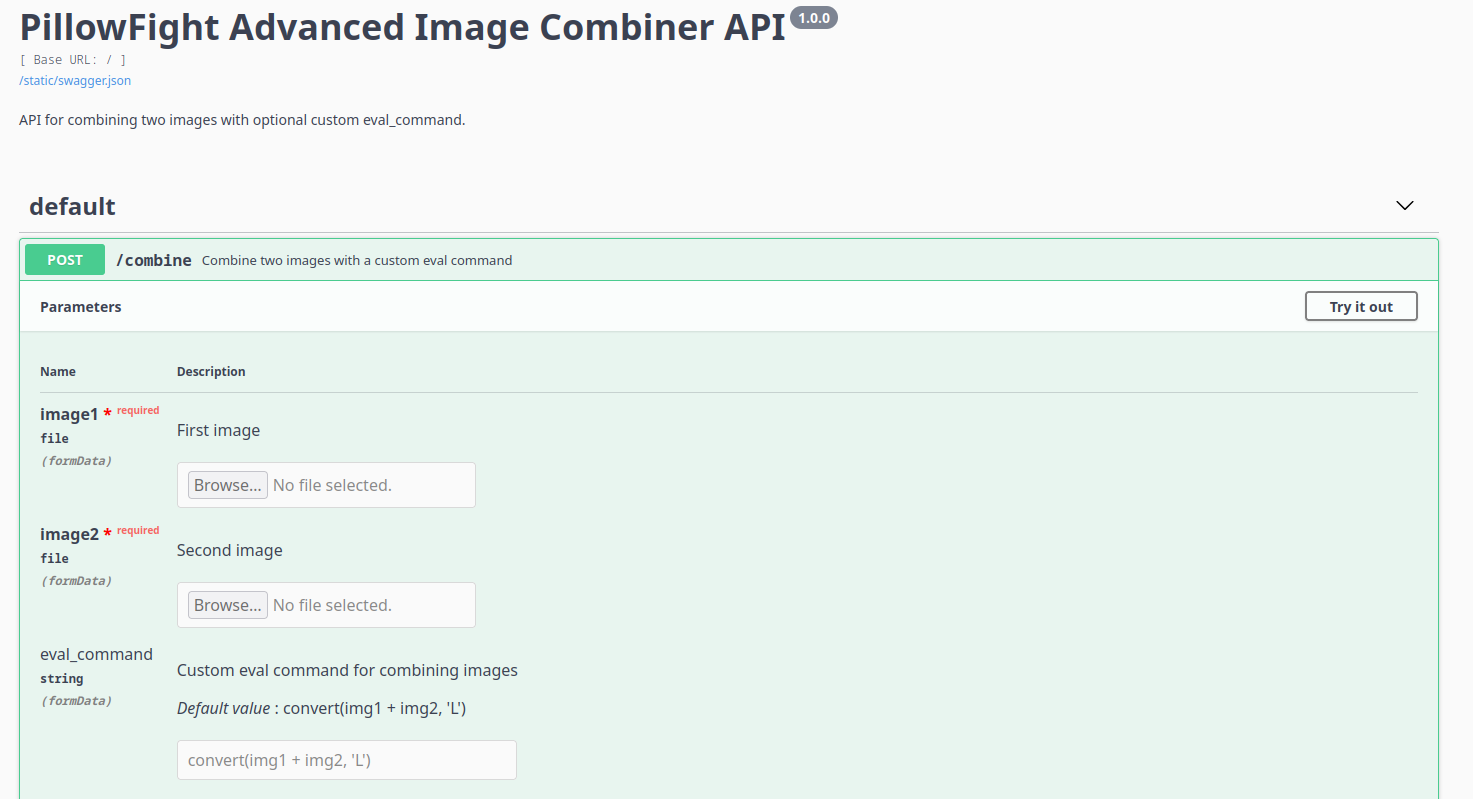 PillowFight Advanced Image Combiner API 1.0.0
[ Base URL: / ]
/static/swagger.json
API for combining two images with optional custom eval_command.
default
POST /combine Combine two images with a custom eval command
Parameters Try it out
Name Description
image1 * required
file
(formData)
First image
Browse... No file selected.
image2 * required
file
(formData)
Second image
Browse... No file selected.
eval_command
string
(formData)
Custom eval command for combining images
Default value : convert(img1 + img2, 'L')
convert(img1 + img2, 'L')